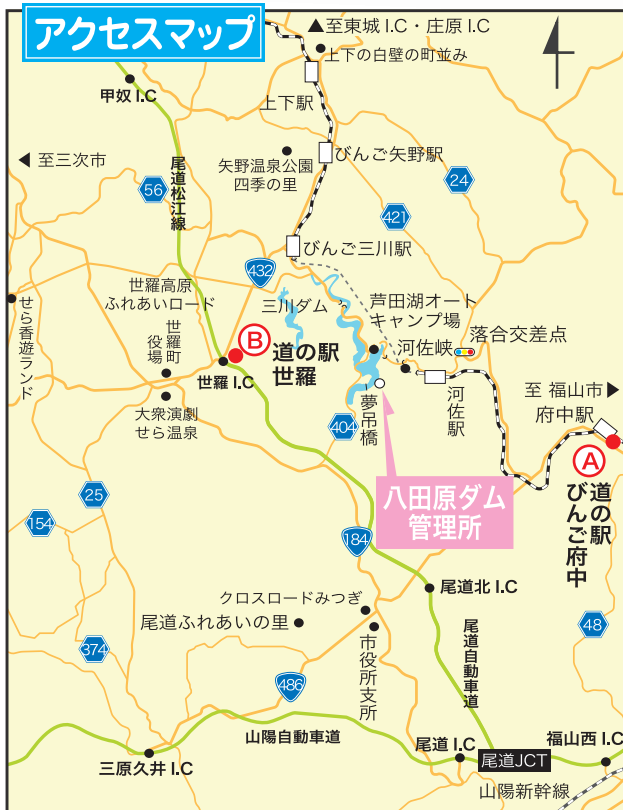 アクセスマップ
▲至東城 I.C・庄原 I.C
上下の白壁の町並み
甲奴 I.C
上下駅
◀ 至三次市
尾道松江線
矢野温泉公園
四季の里
びんご矢野駅
56
24
421
びんご三川駅
432
世羅高原
ふれあいロード
三川ダム
芦田湖オート
キャンプ場
せら香遊ランド
世羅町
役場
B
道の駅
世羅
河佐峡
落合交差点
世羅 I.C
河佐駅
至 福山市▶
府中駅
大衆演劇
せら温泉
夢吊橋
404
A
道の駅
びんご府中
25
八田原ダム
管理所
154
184
尾道北 I.C
クロスロードみつぎ
尾道ふれあいの里
市役所支所
尾道自動車道
48
374
486
山陽自動車道
尾道 I.C
尾道JCT
福山西 I.C
三原久井 I.C
山陽新幹線